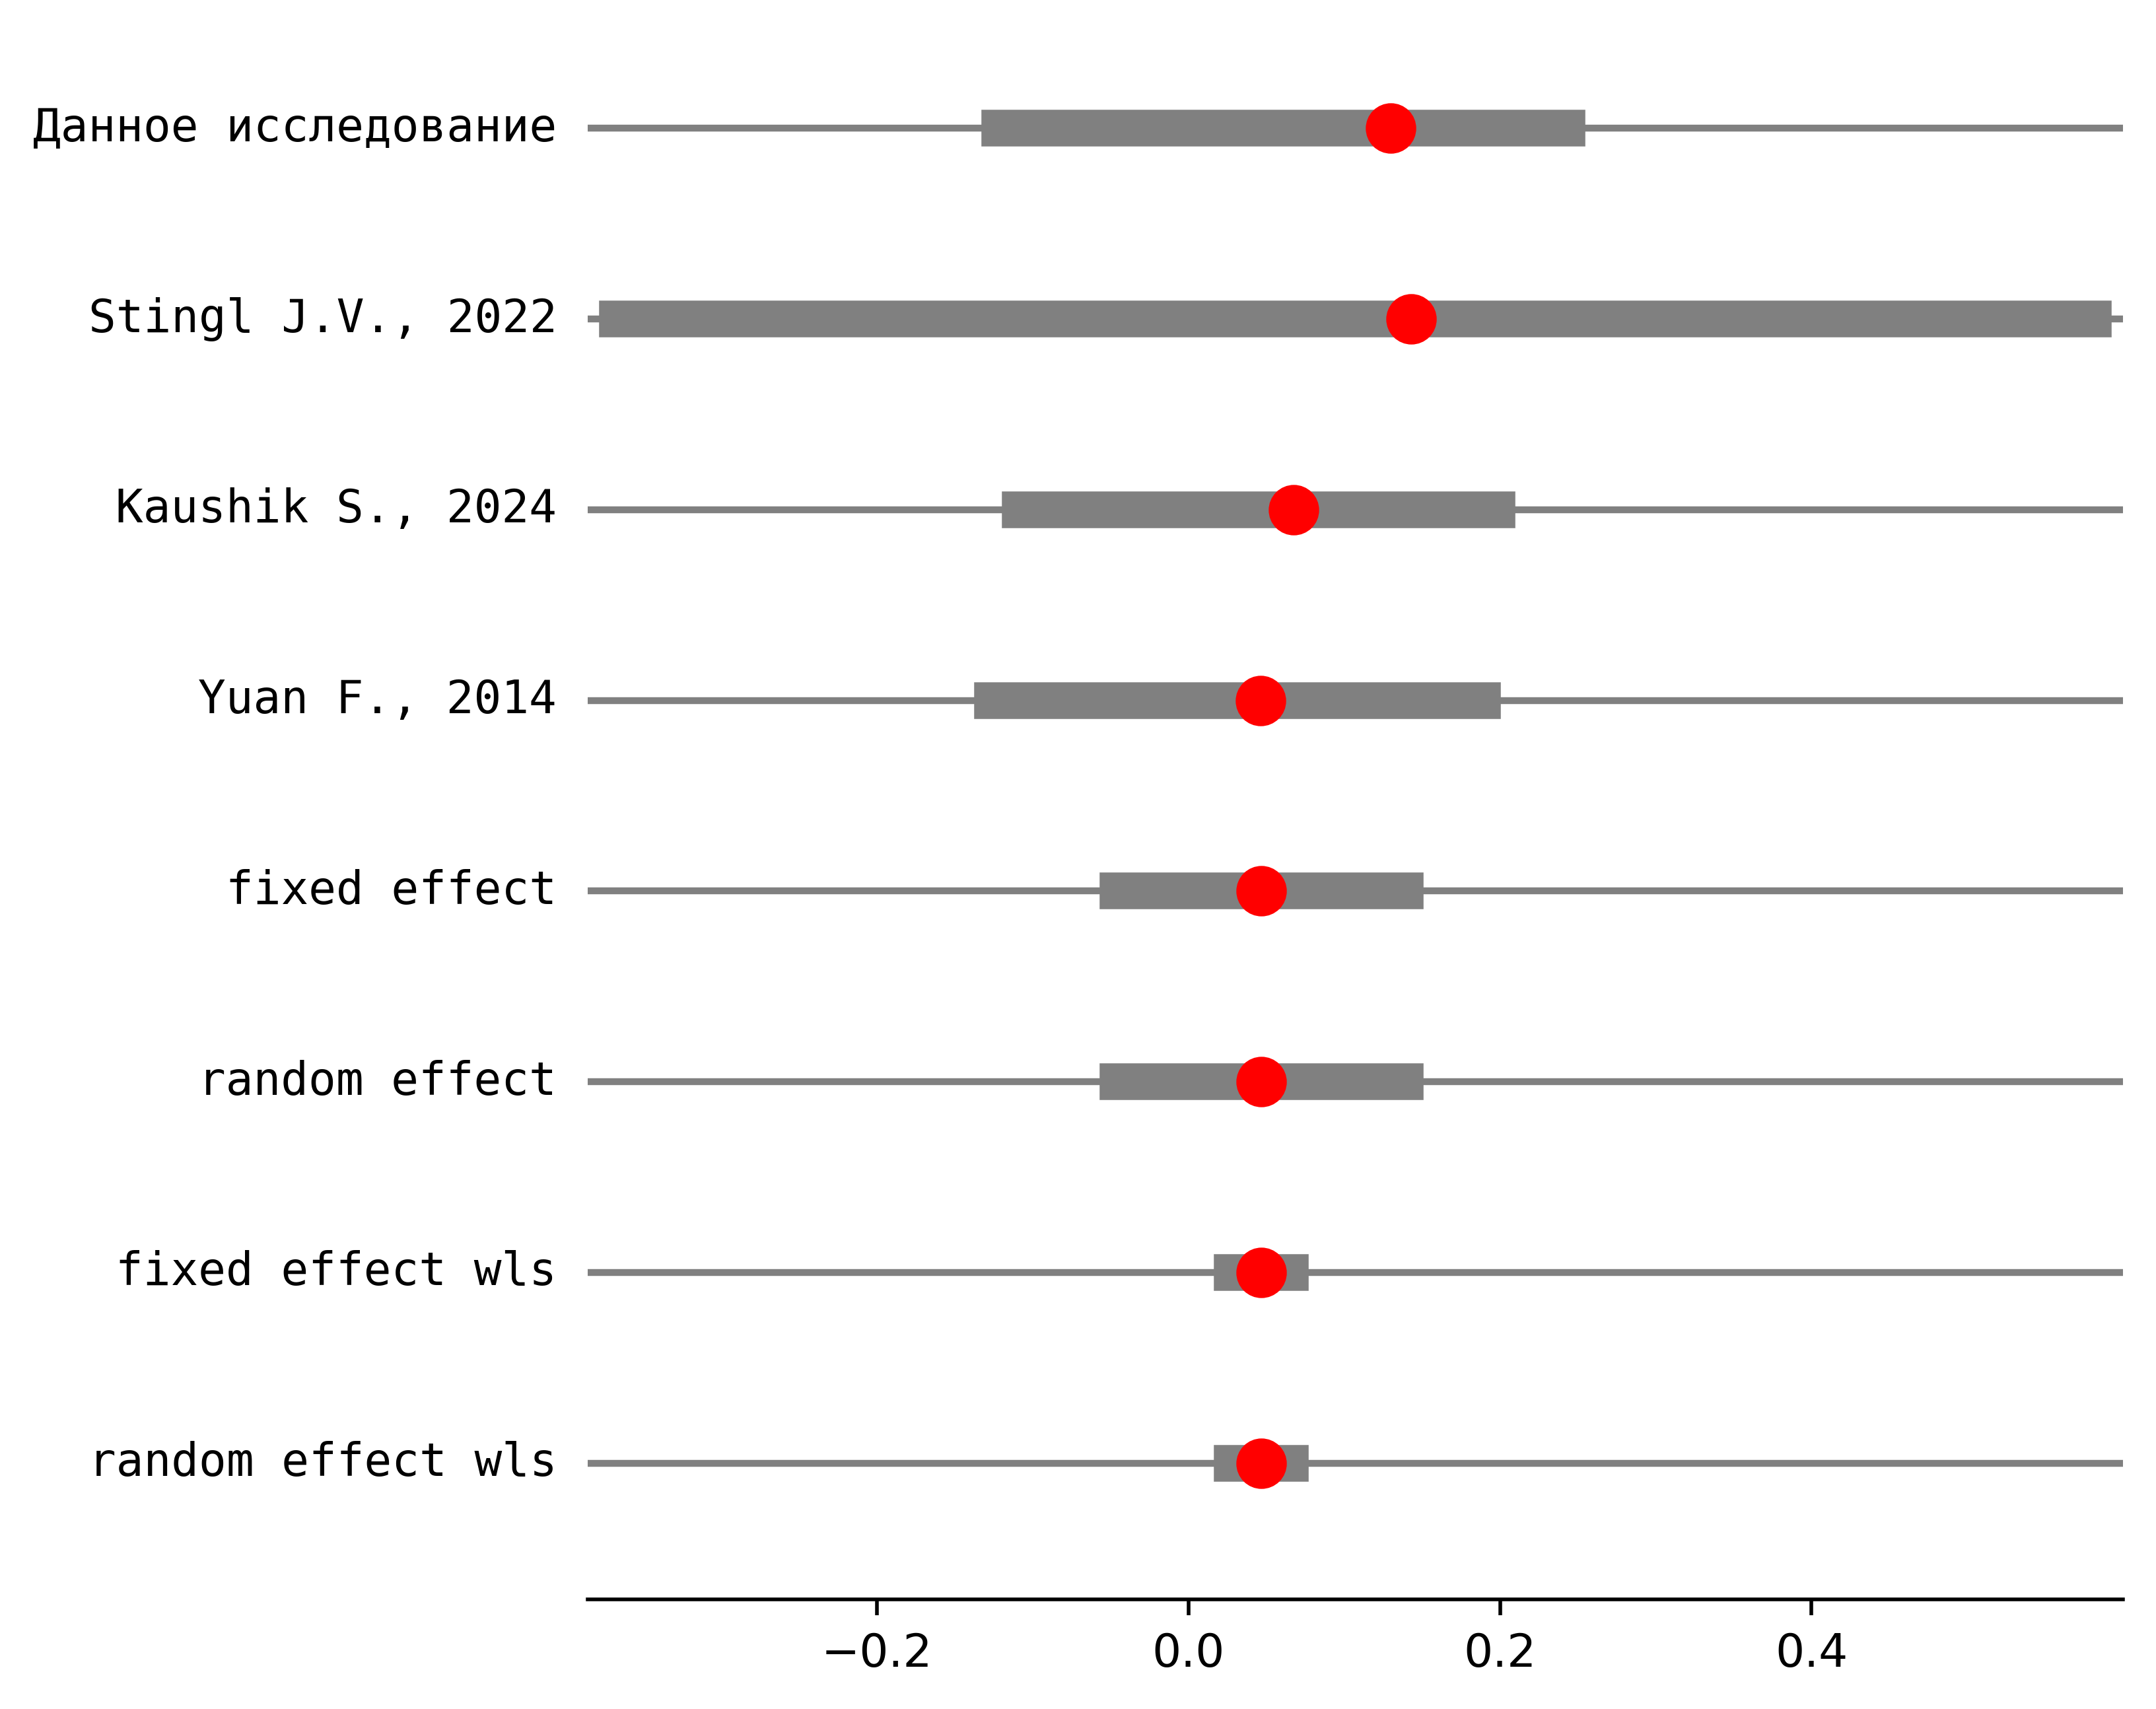 Данное исследование
Stingl J.V., 2022
Kaushik S., 2024
Yuan F., 2014
fixed effect
random effect
fixed effect wls
random effect wls
−0.2 0.0 0.2 0.4